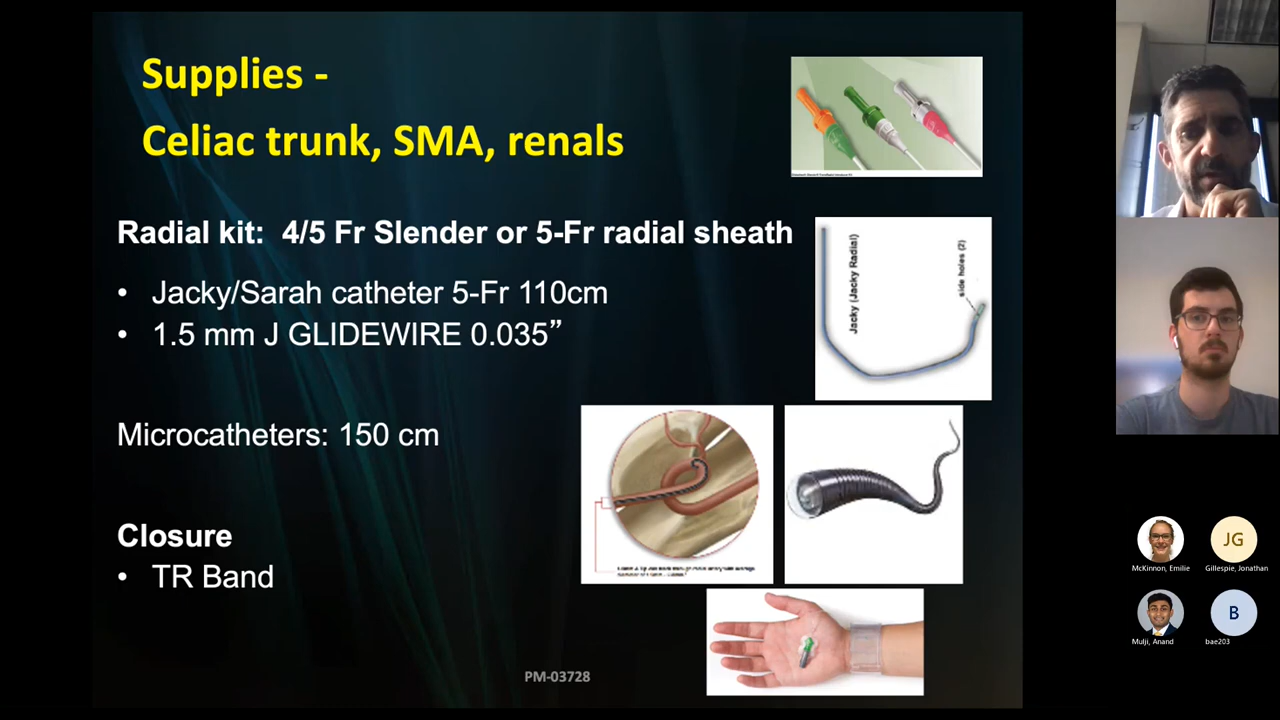 Supplies -
Celiac trunk, SMA, renals
Radial kit: 4/5 Fr Slender or 5-Fr radial sheath
• Jacky/Sarah catheter 5-Fr 110cm
• 1.5 mm J GLIDEWIRE 0.035”
Microcatheters: 150 cm
Closure
• TR Band
Jacky (Jacky Radial)
side holes (2)
PM-03728
JG
McKinnon, Emilie
Gillespie, Jonathan
B
Mulji, Anand
bae203